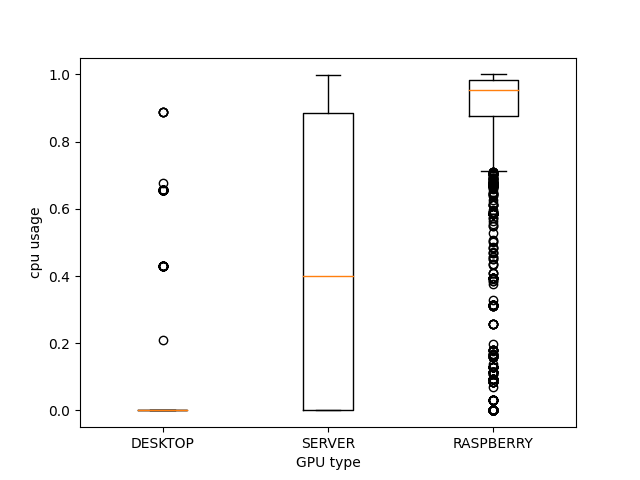 1.0
0.8
0.6
0.4
0.2
0.0
cpu usage
DESKTOP
SERVER
RASPBERRY
GPU type